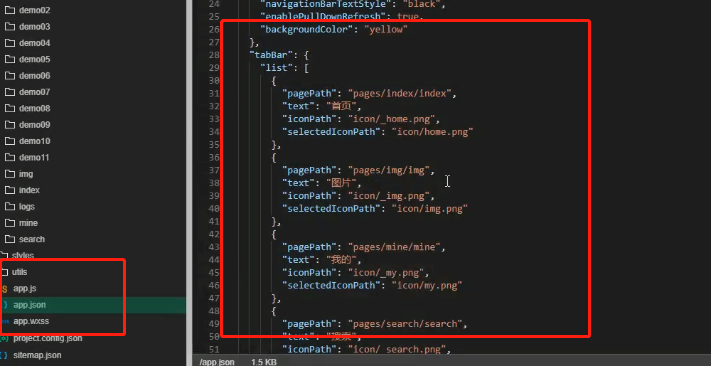 demo02
demo03
demo04
demo05
demo06
demo07
demo08
demo09
demo10
demo11
img
index
logs
mine
search
styles
utils
app.js
app.json
app.wxss
project.config.json
sitemap.json
24 "navigationBarTextStyle": "black",
25 "enablePullDownRefresh": true,
26 "backgroundColor": "yellow"
27 },
28 "tabBar": {
29 "list": [
30 {
31 "pagePath": "pages/index/index",
32 "text": "首页",
33 "iconPath": "icon/_home.png",
34 "selectedIconPath": "icon/home.png"
35 },
36 {
37 "pagePath": "pages/img/img",
38 "text": "图片",
39 "iconPath": "icon/_img.png",
40 "selectedIconPath": "icon/img.png"
41 },
42 {
43 "pagePath": "pages/mine/mine",
44 "text": "我的",
45 "iconPath": "icon/_my.png",
46 "selectedIconPath": "icon/my.png"
47 },
48 {
49 "pagePath": "pages/search/search",
50 "text": "搜索",
51 "iconPath": "icon/_search.png",
/app.json 1.5 KB